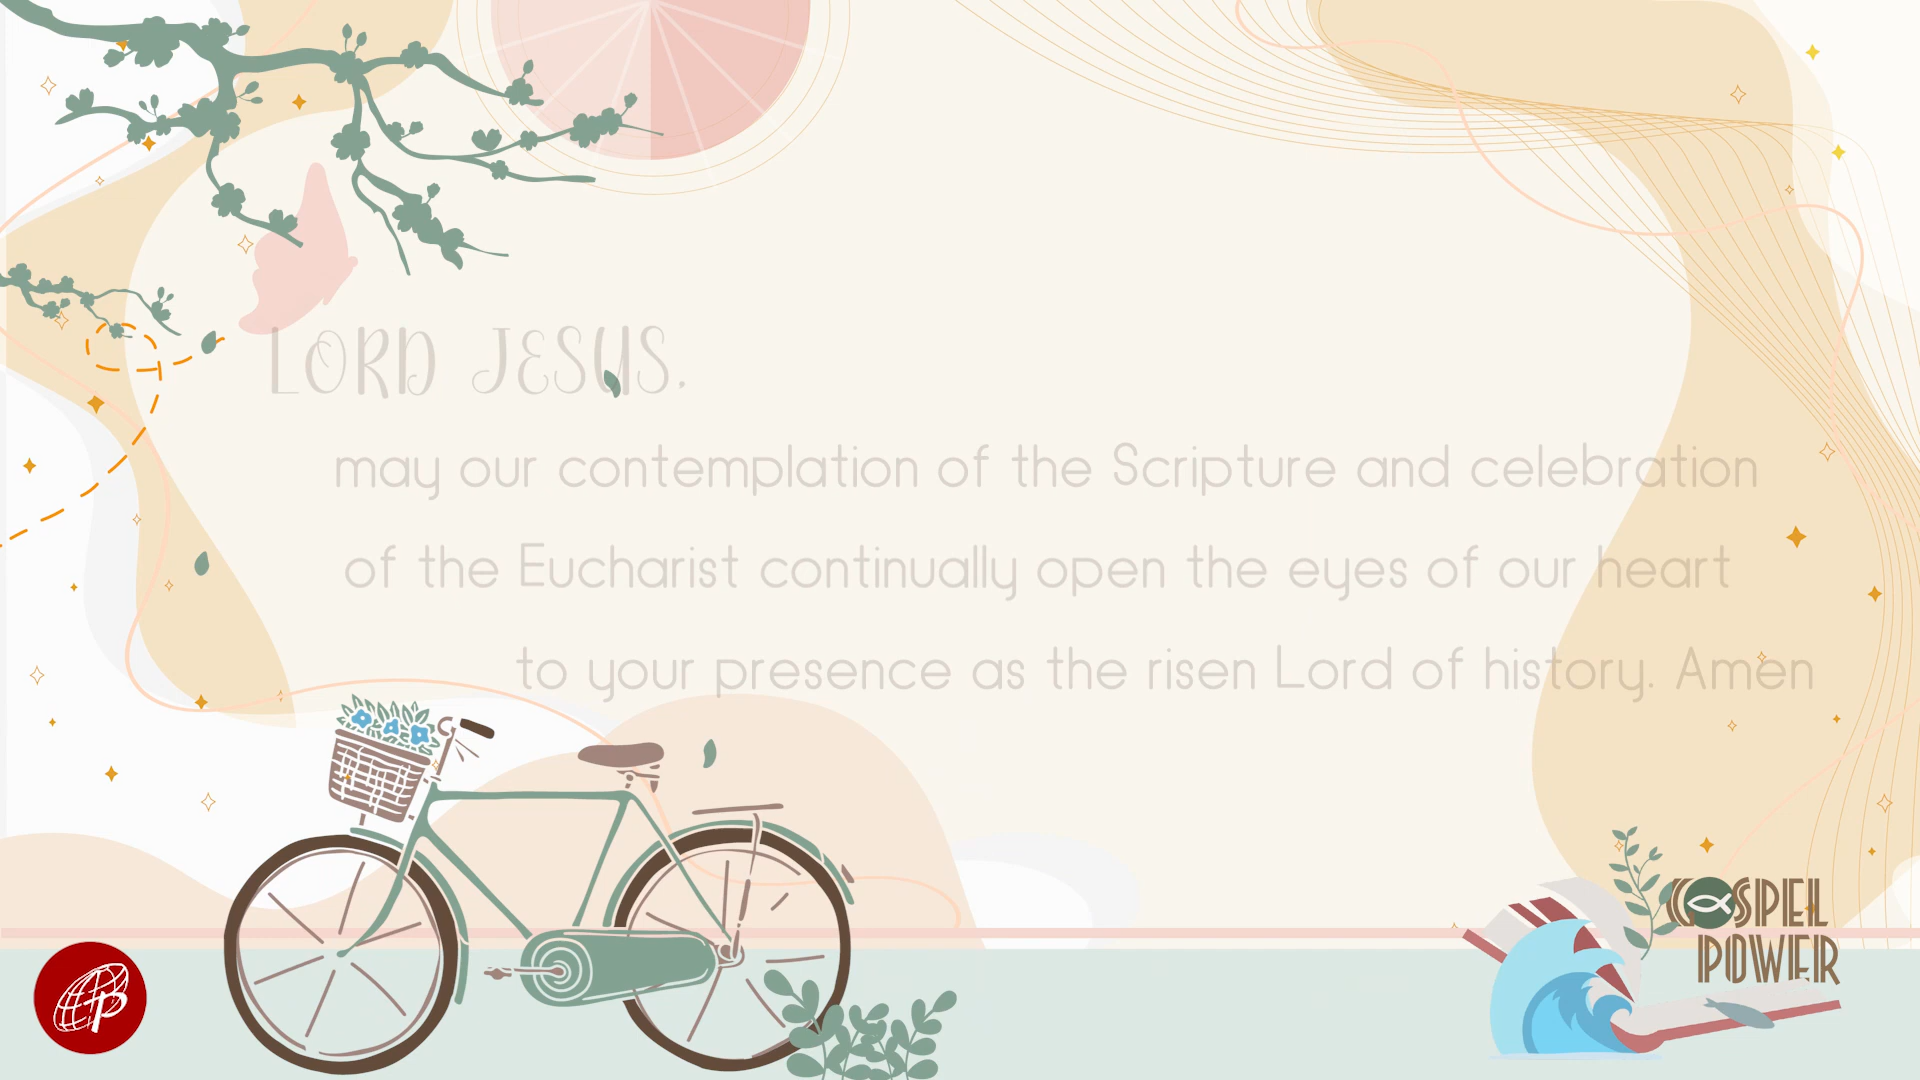 LORD JESUS,
may our contemplation of the Scripture and celebration
of the Eucharist continually open the eyes of our heart
to your presence as the risen Lord of history. Amen
GOSPEL
POWER